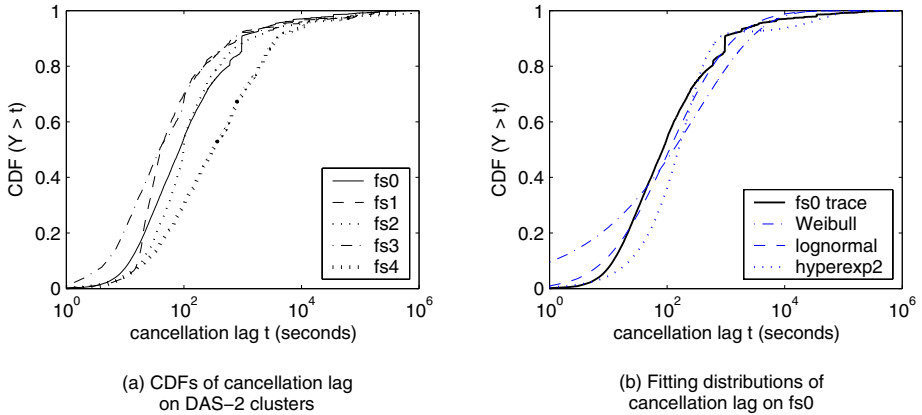 1
0.8
0.6
0.4
0.2
0
CDF (Y > t)
fs0
fs1
fs2
fs3
fs4
10^0 10^2 10^4 10^6
cancellation lag t (seconds)
(a) CDFs of cancellation lag
on DAS−2 clusters
1
0.8
0.6
0.4
0.2
0
CDF (Y > t)
fs0 trace
Weibull
lognormal
hyperexp2
10^0 10^2 10^4 10^6
cancellation lag t (seconds)
(b) Fitting distributions of
cancellation lag on fs0